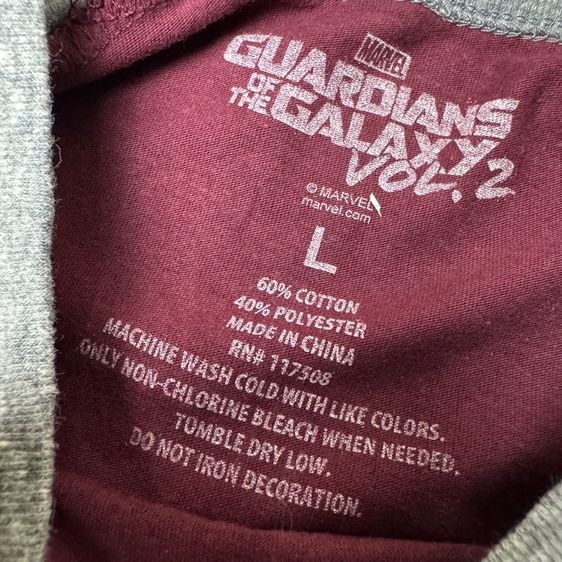 MARVEL
GUARDIANS
OF THE GALAXY
VOL. 2
© MARVEL
marvel.com
L
60% COTTON
40% POLYESTER
MADE IN CHINA
RN# 117508
MACHINE WASH COLD WITH LIKE COLORS.
ONLY NON-CHLORINE BLEACH WHEN NEEDED.
TOMBLE DRY LOW.
DO NOT IRON DECORATION.